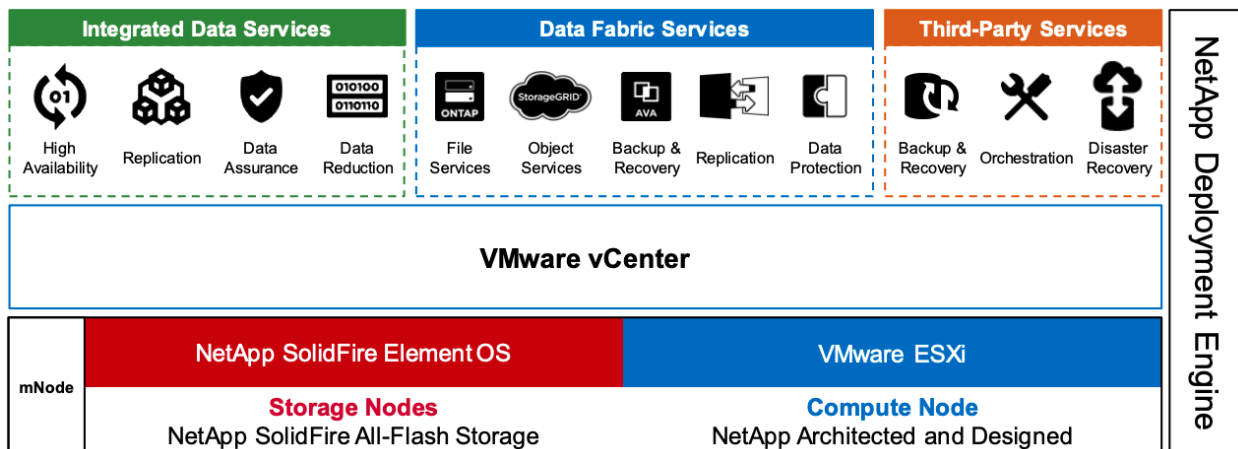 Integrated Data Services
Data Fabric Services
Third-Party Services
01
010100
0110110
ONTAP
StorageGRID
AVA
High
Availability
Replication
Data
Assurance
Data
Reduction
File
Services
Object
Services
Backup &
Recovery
Replication
Data
Protection
Backup &
Recovery
Orchestration
Disaster
Recovery
VMware vCenter
mNode
NetApp SolidFire Element OS
VMware ESXi
Storage Nodes
NetApp SolidFire All-Flash Storage
Compute Node
NetApp Architected and Designed
NetApp Deployment Engine